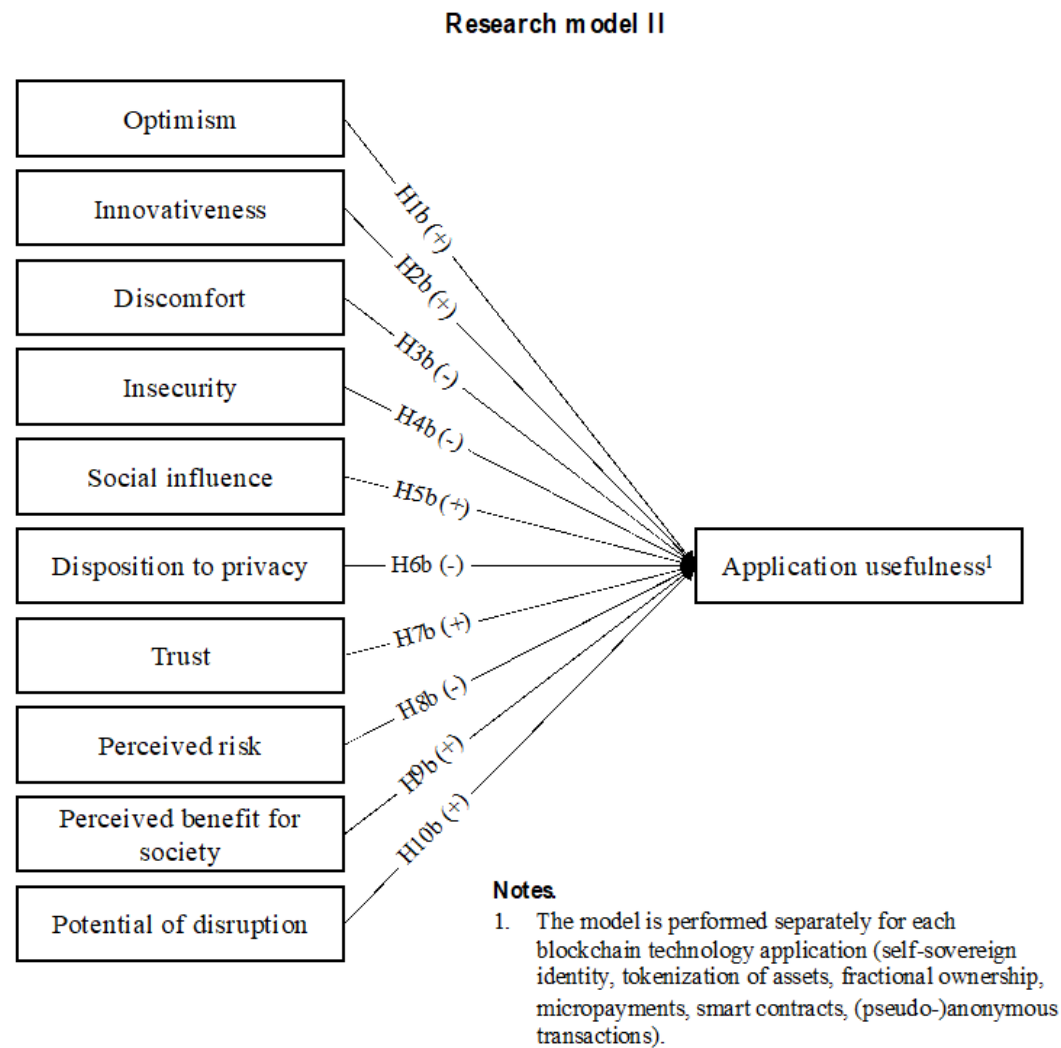 Research model II
Optimism
Innovativeness
Discomfort
Insecurity
Social influence
Disposition to privacy
Trust
Perceived risk
Perceived benefit for
society
Potential of disruption
H1b (+)
H2b (+)
H3b (-)
H4b (-)
H5b (+)
H6b (-)
H7b (+)
H8b (-)
H9b (+)
H10b (+)
Application usefulness¹
Notes.
1. The model is performed separately for each
blockchain technology application (self-sovereign
identity, tokenization of assets, fractional ownership,
micropayments, smart contracts, (pseudo-)anonymous
transactions).